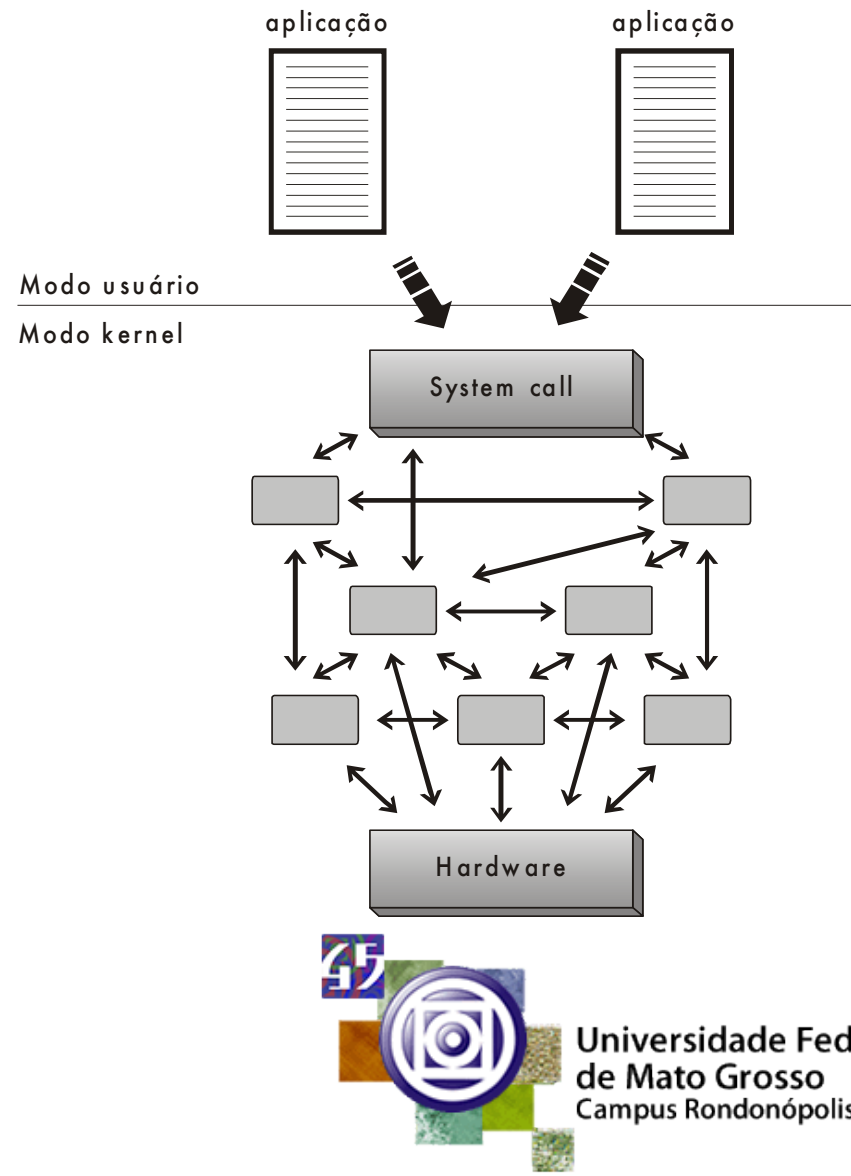 aplicação
aplicação
Modo usuário
Modo kernel
System call
Hardware
Universidade Fed
de Mato Grosso
Campus Rondonópolis